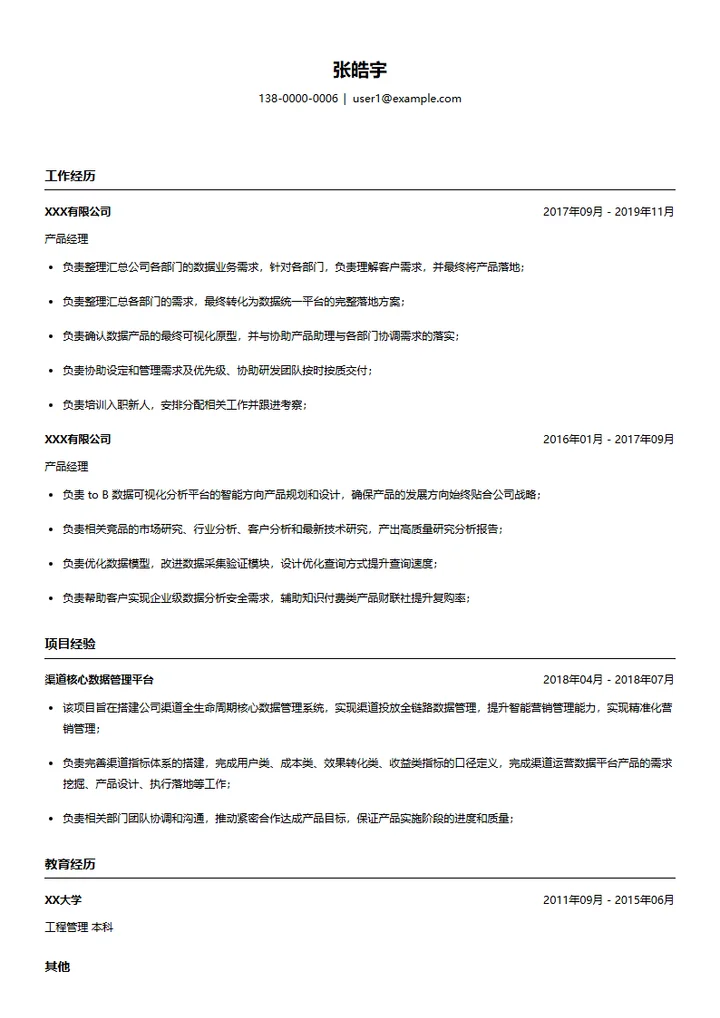 张皓宇
138-0000-0006 | user1@example.com
工作经历
XXX有限公司 2017年09月 - 2019年11月
产品经理
• 负责整理汇总公司各部门的数据业务需求，针对各部门，负责理解客户需求，并最终将产品落地；
• 负责整理汇总各部门的需求，最终转化为数据统一平台的完整落地方案；
• 负责确认数据产品的最终可视化原型，并与协助产品助理与各部门协调需求的落实；
• 负责协助设定和管理需求及优先级、协助研发团队按时按质交付；
• 负责培训入职新人，安排分配相关工作并跟进考察；
XXX有限公司 2016年01月 - 2017年09月
产品经理
• 负责 to B 数据可视化分析平台的智能方向产品规划和设计，确保产品的发展方向始终贴合公司战略；
• 负责相关竞品的市场研究、行业分析、客户分析和最新技术研究，产出高质量研究分析报告；
• 负责优化数据模型，改进数据采集验证模块，设计优化查询方式提升查询速度；
• 负责帮助客户实现企业级数据分析安全需求，辅助知识付费类产品财联社提升复购率；
项目经验
渠道核心数据管理平台 2018年04月 - 2018年07月
• 该项目旨在搭建公司渠道全生命周期核心数据管理系统，实现渠道投放全链路数据管理，提升智能营销管理能力，实现精准化营
销管理；
• 负责完善渠道指标体系的搭建，完成用户类、成本类、效果转化类、收益类指标的口径定义，完成渠道运营数据平台产品的需求
挖掘、产品设计、执行落地等工作；
• 负责相关部门团队协调和沟通，推动紧密合作达成产品目标，保证产品实施阶段的进度和质量；
教育经历
XX大学 2011年09月 - 2015年06月
工程管理 本科
其他